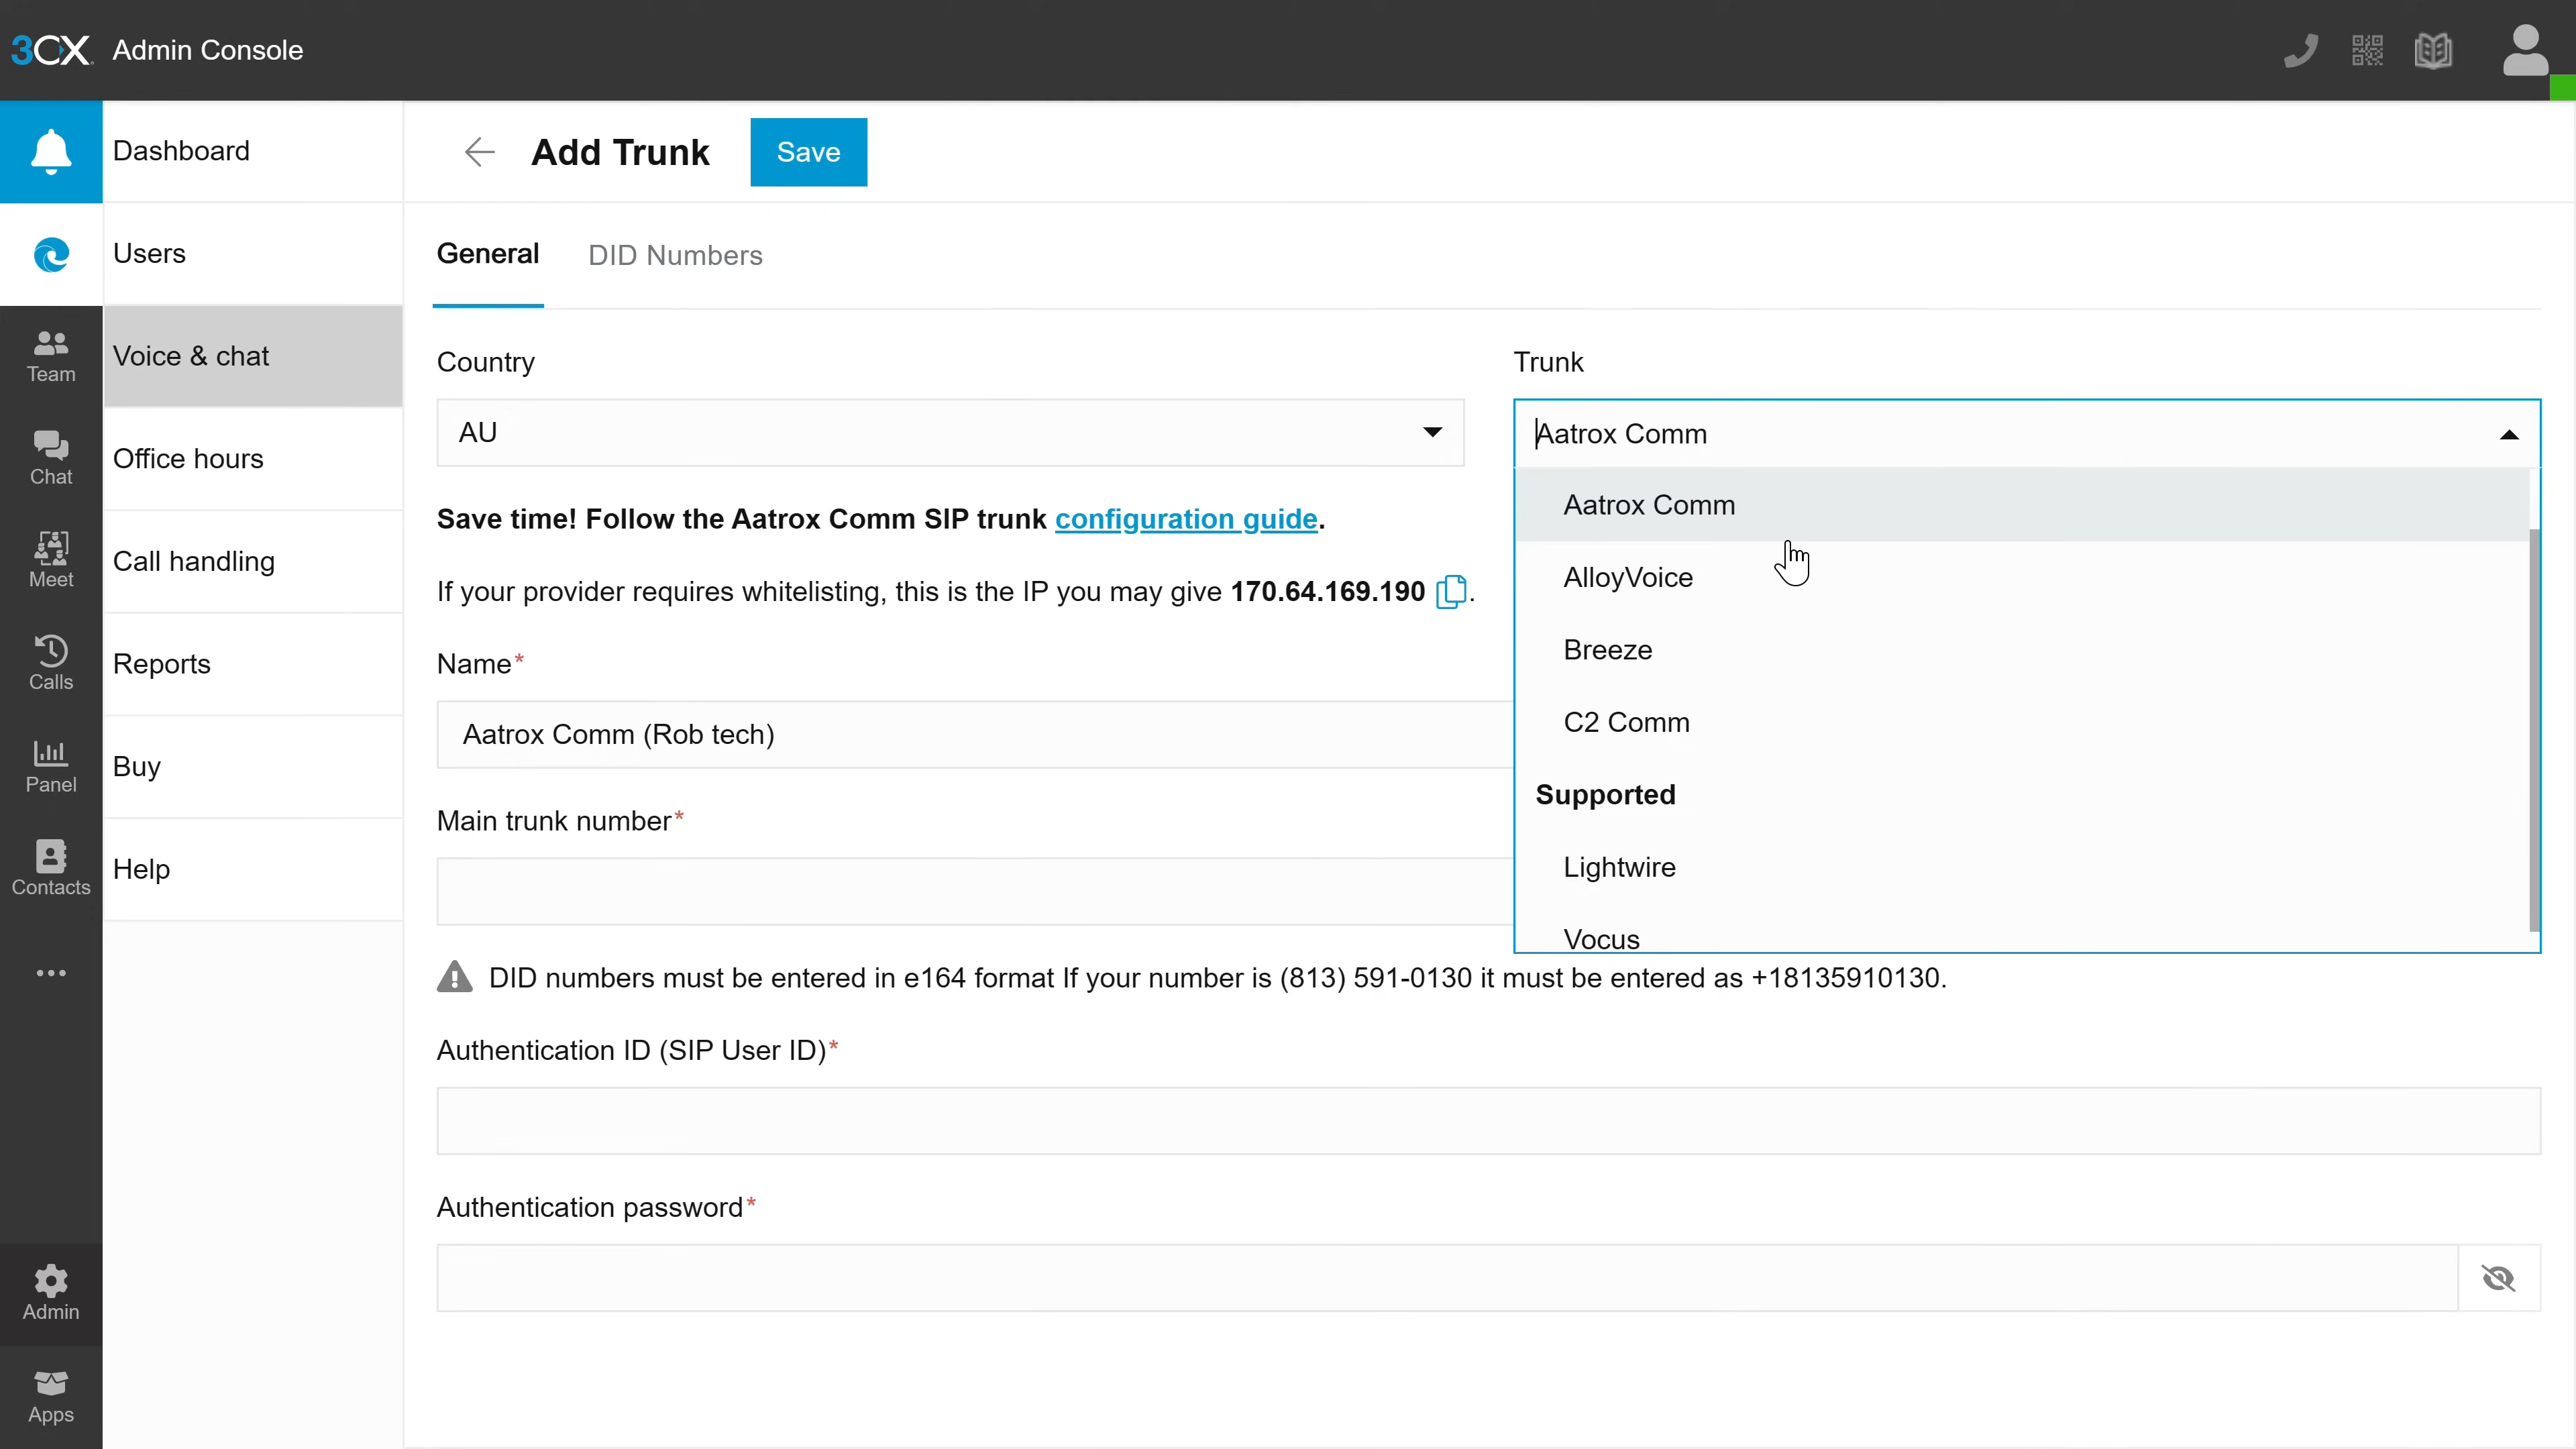 3CX Admin Console
Dashboard
Users
Voice & chat
Office hours
Call handling
Reports
Buy
Help
Team
Chat
Meet
Calls
Panel
Contacts
Admin
Apps
Add Trunk
Save
General
DID Numbers
Country
AU
Trunk
Aatrox Comm
Aatrox Comm
AlloyVoice
Breeze
C2 Comm
Supported
Lightwire
Vocus
Save time! Follow the Aatrox Comm SIP trunk configuration guide.
If your provider requires whitelisting, this is the IP you may give 170.64.169.190 .
Name*
Aatrox Comm (Rob tech)
Main trunk number*
DID numbers must be entered in e164 format If your number is (813) 591-0130 it must be entered as +18135910130.
Authentication ID (SIP User ID)*
Authentication password*